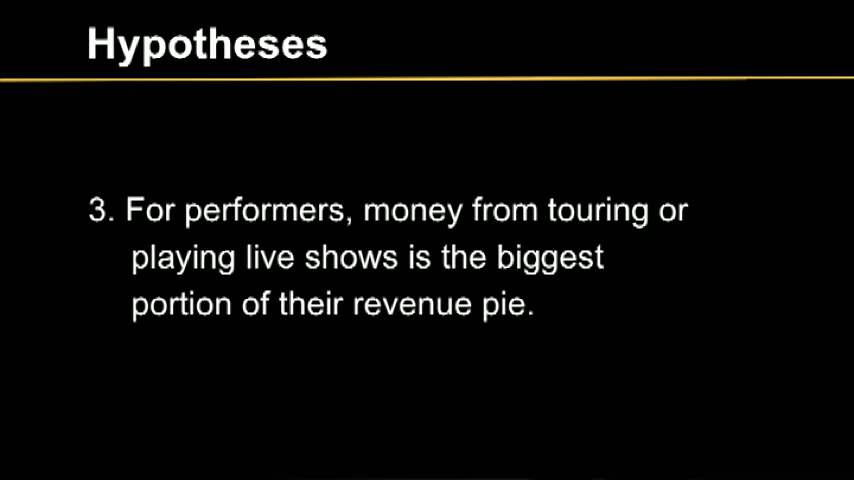 Hypotheses
3. For performers, money from touring or
playing live shows is the biggest
portion of their revenue pie.